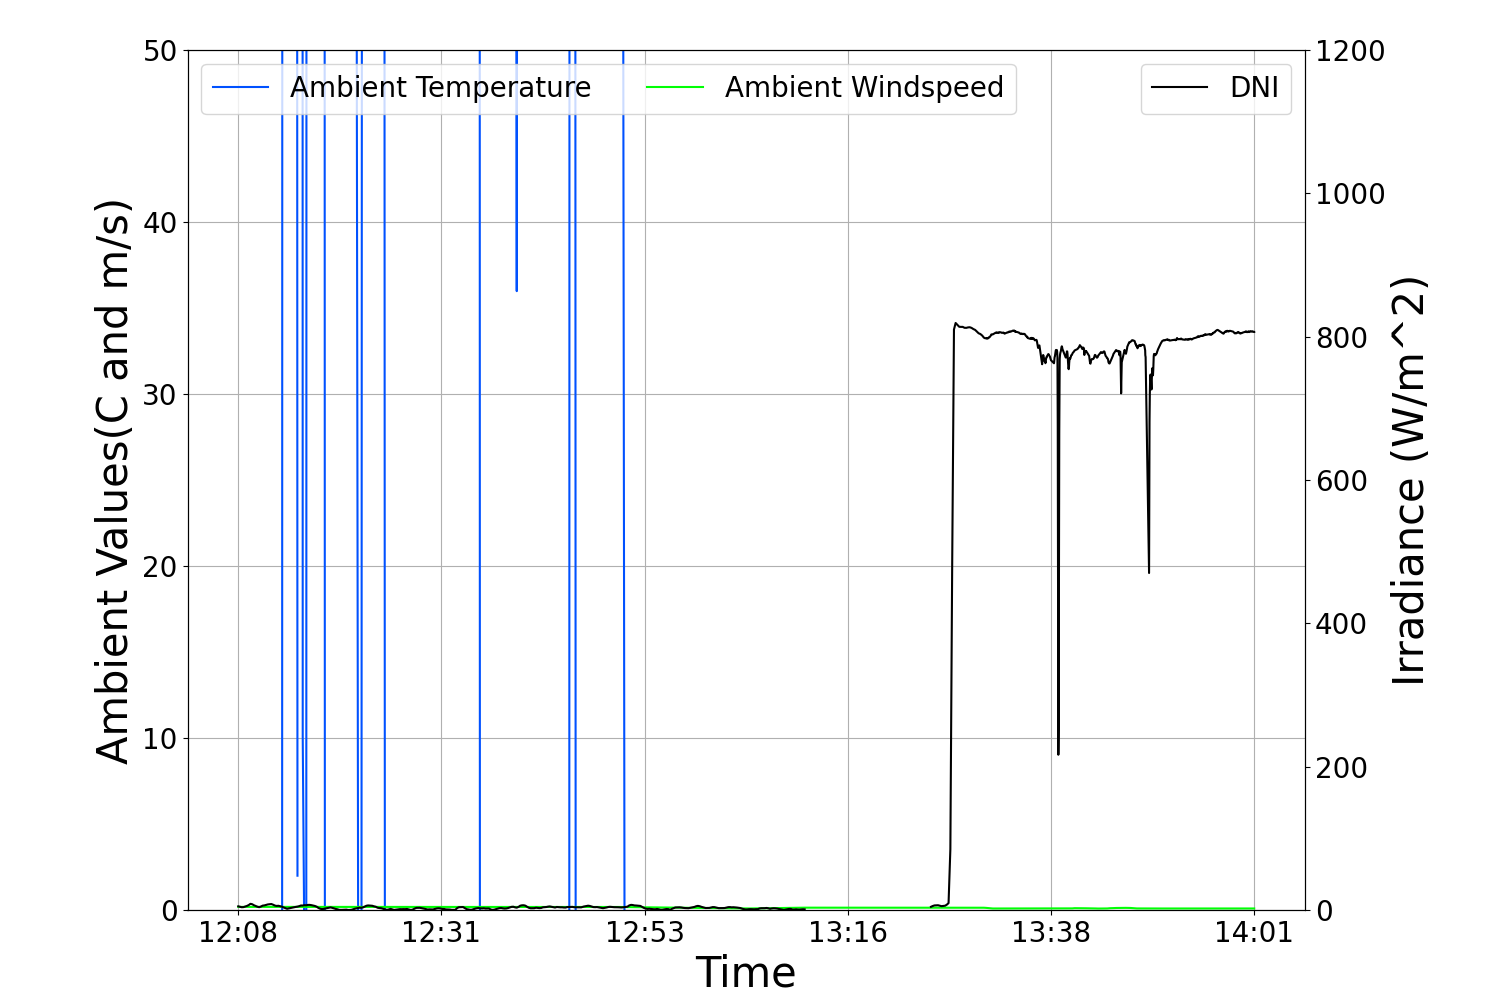 Ambient Temperature Ambient Windspeed DNI
Ambient Values(C and m/s)
50
40
30
20
10
0
1200
1000
800
600
400
200
0
Irradiance (W/m^2)
12:08 12:31 12:53 13:16 13:38 14:01
Time